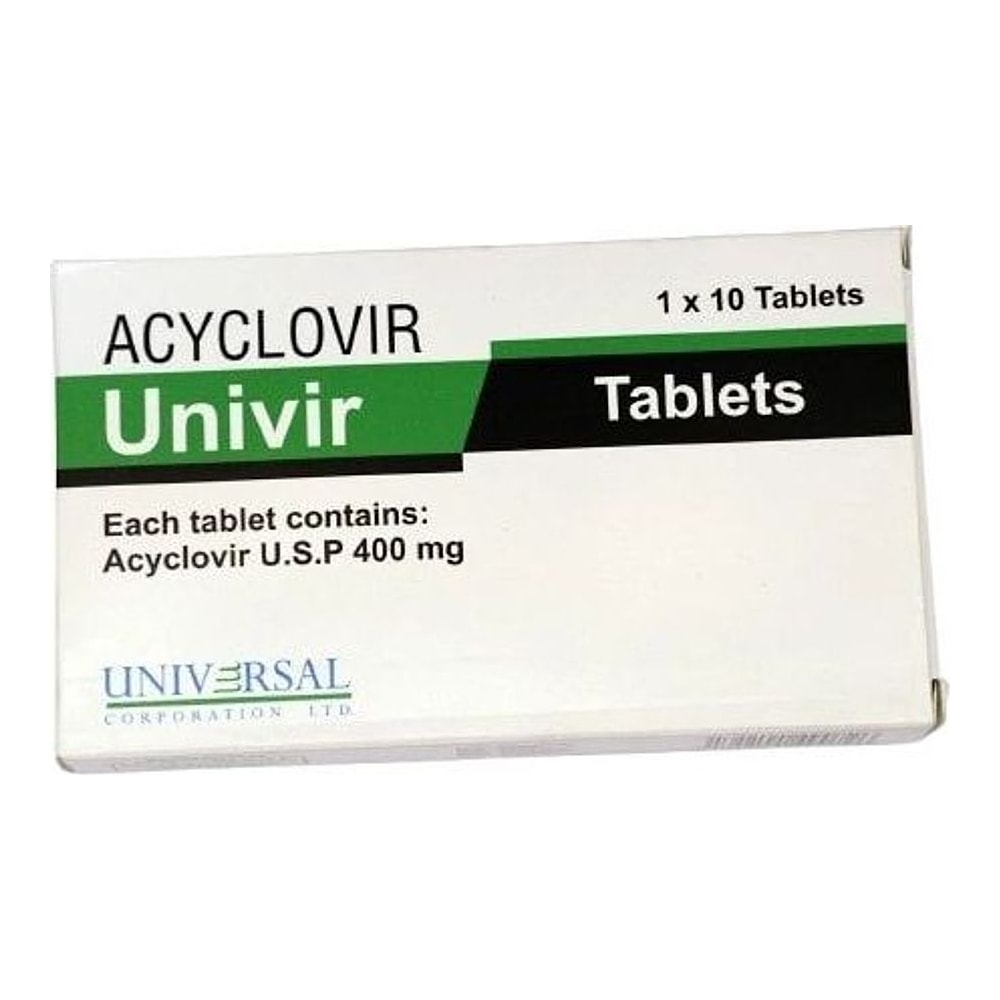 ACYCLOVIR
1 x 10 Tablets
Univir
Tablets
Each tablet contains:
Acyclovir U.S.P 400 mg
UNIVERSAL
CORPORATION LTD.